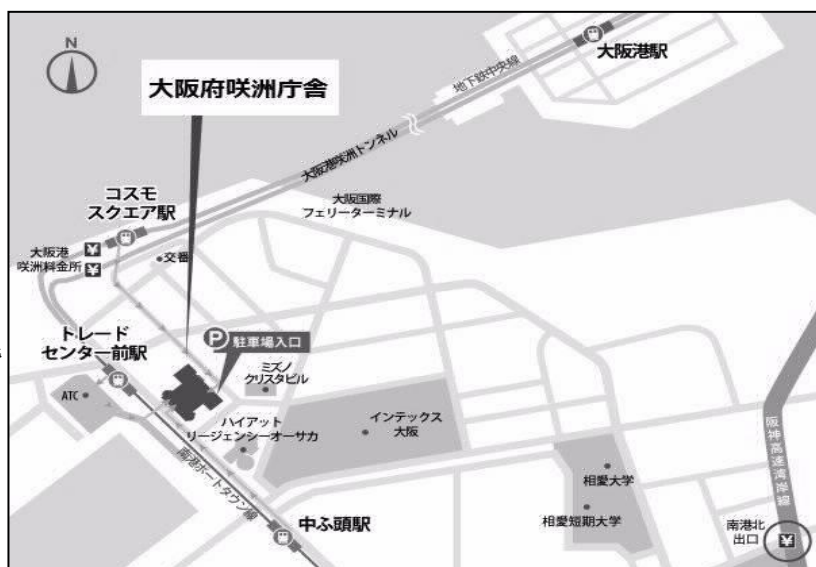 N
大阪府咲洲庁舎
大阪港駅
地下鉄中央線
大阪港咲洲トンネル
コスモ
スクエア駅
大阪国際
フェリーターミナル
大阪港
咲洲料金所
¥
¥
交番
トレード
センター前駅
P 駐車場入口
ミズノ
クリスタビル
ATC
ハイアット
リージェンシーオーサカ
インテックス
大阪
南港ポートタウン線
中ふ頭駅
相愛大学
相愛短期大学
阪神高速湾岸線
南港北
出口
¥